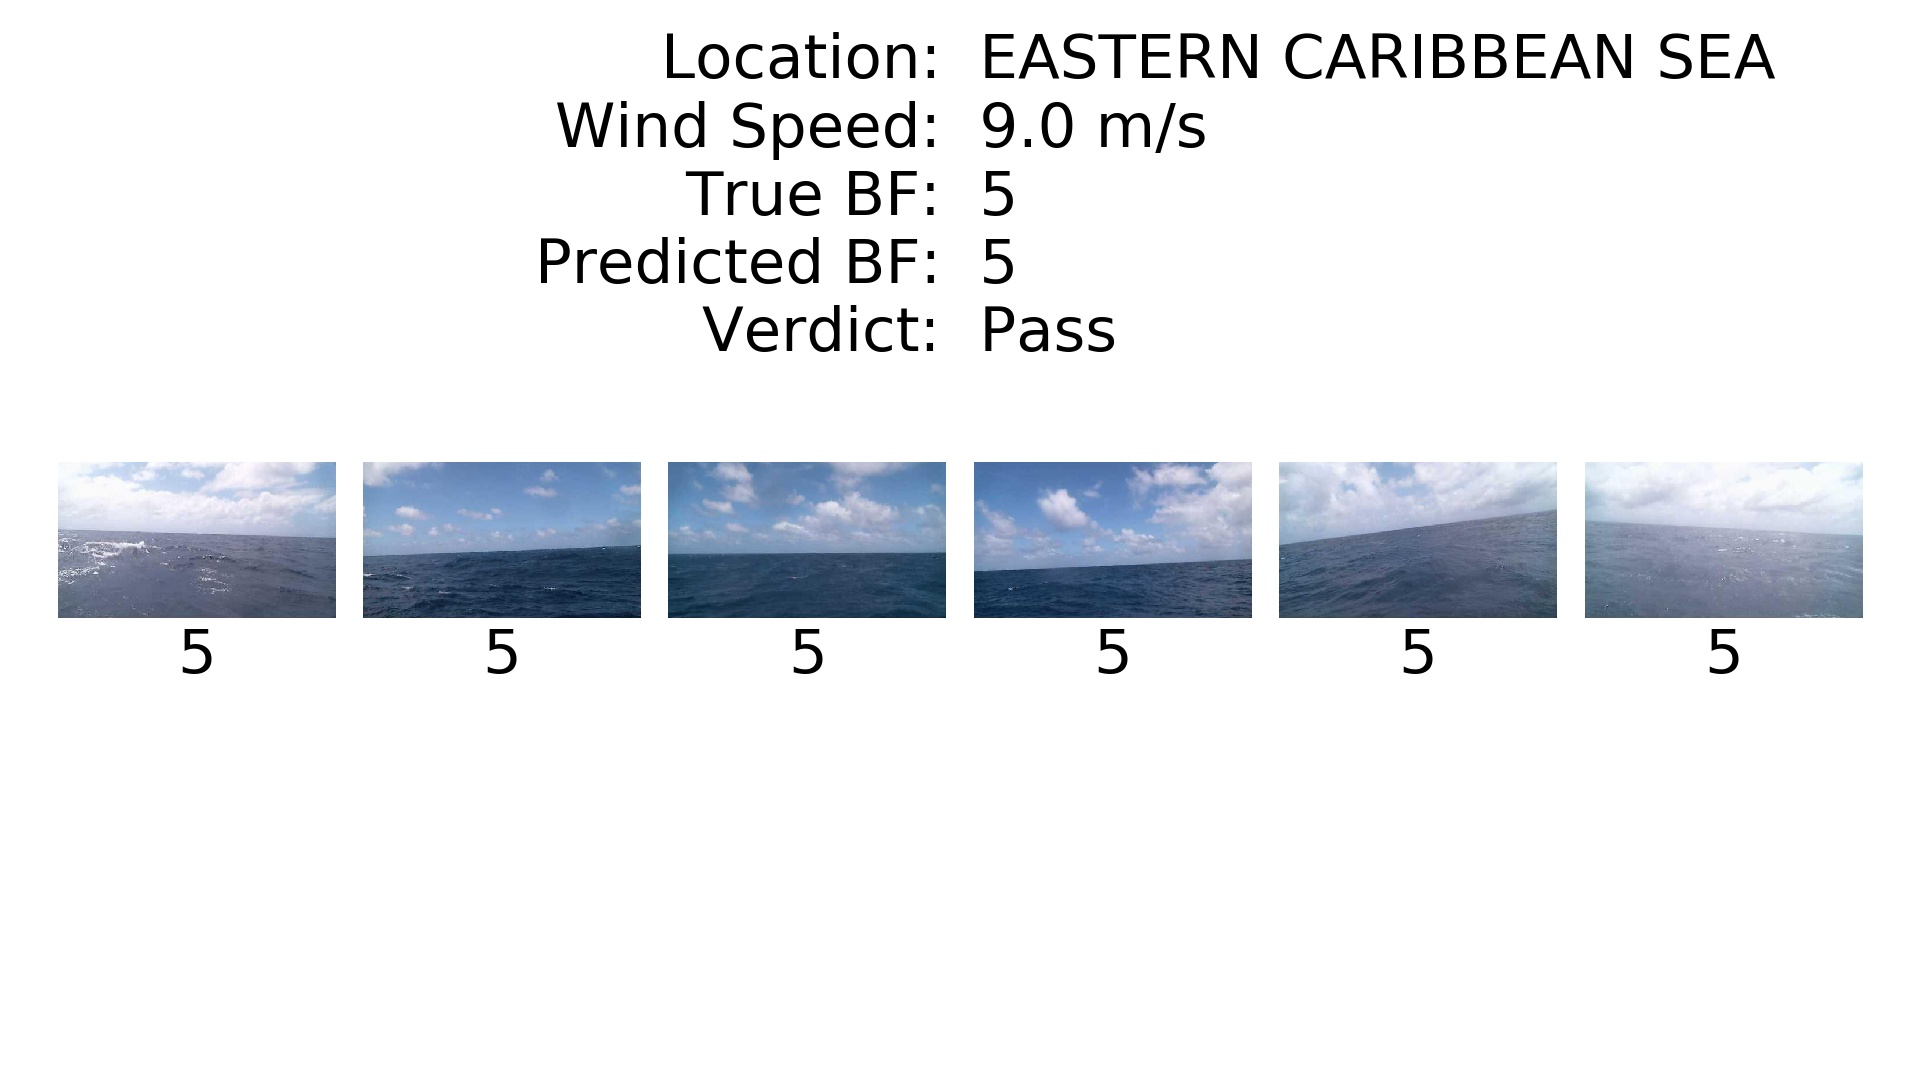 Location: EASTERN CARIBBEAN SEA
Wind Speed: 9.0 m/s
True BF: 5
Predicted BF: 5
Verdict: Pass
5 5 5 5 5 5